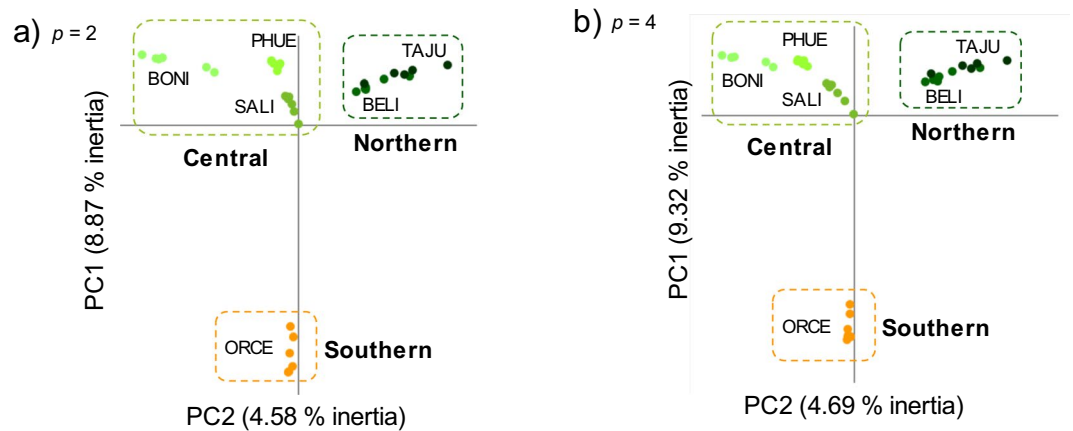 a) p = 2
PHUE
TAJU
BONI
SALI
BELI
Central
Northern
PC1 (8.87 % inertia)
ORCE
Southern
PC2 (4.58 % inertia)
b) p = 4
PHUE
TAJU
BONI
SALI
BELI
Central
Northern
PC1 (9.32 % inertia)
ORCE
Southern
PC2 (4.69 % inertia)